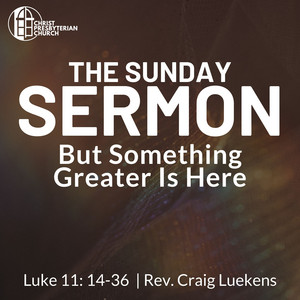 CHRIST
PRESBYTERIAN
CHURCH
THE SUNDAY
SERMON
But Something
Greater Is Here
Luke 11: 14-36 | Rev. Craig Luekens